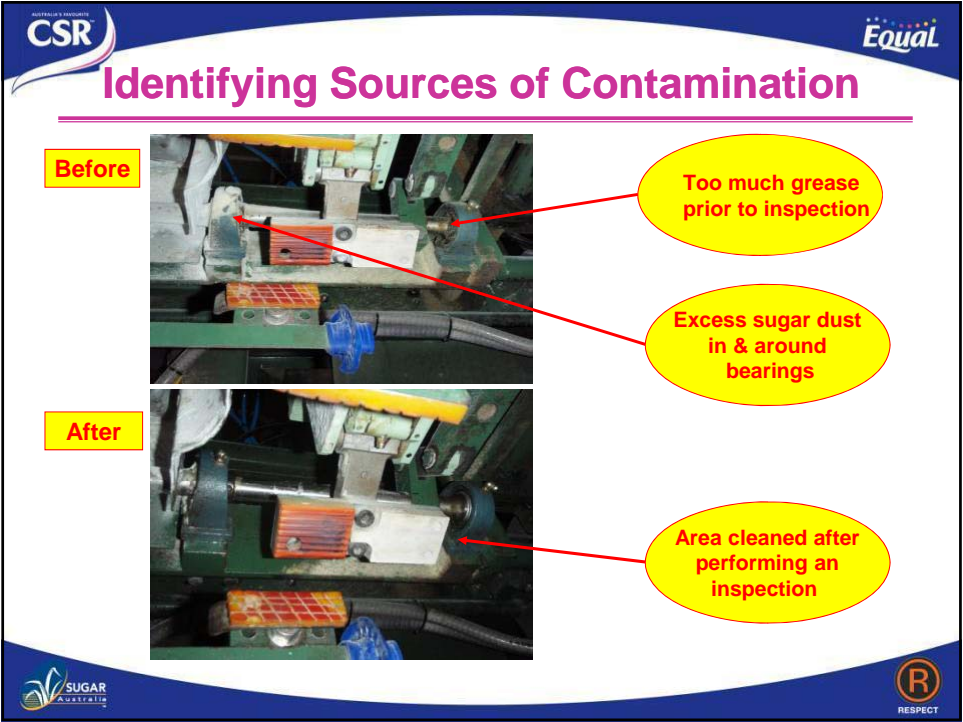 AUSTRALIA'S FAVOURITE
CSR
EQUAL
Identifying Sources of Contamination
Before
Too much grease
prior to inspection
Excess sugar dust
in & around
bearings
After
Area cleaned after
performing an
inspection
SUGAR
Australia
R
RESPECT